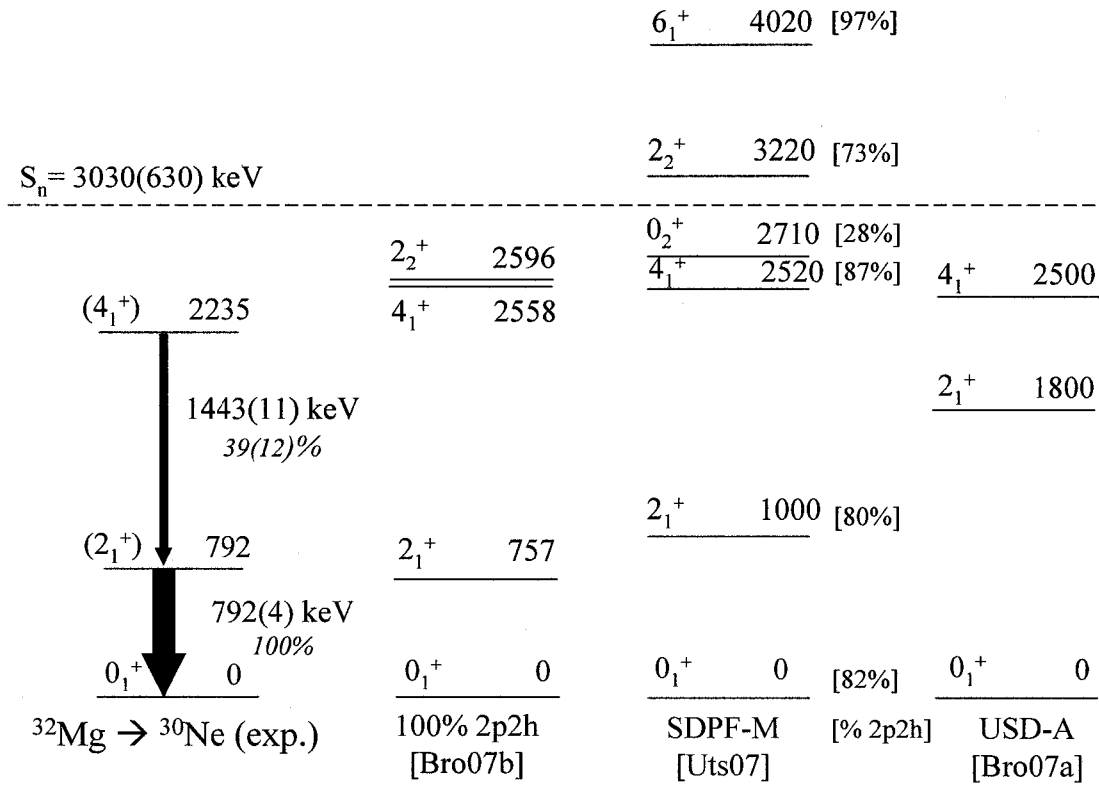 6₁⁺ 4020 [97%]
2₂⁺ 3220 [73%]
Sₙ= 3030(630) keV
0₂⁺ 2710 [28%]
2₂⁺ 2596
4₁⁺ 2520 [87%]
4₁⁺ 2500
(4₁⁺) 2235
4₁⁺ 2558
2₁⁺ 1800
1443(11) keV
39(12)%
2₁⁺ 1000 [80%]
(2₁⁺) 792
2₁⁺ 757
792(4) keV
100%
0₁⁺ 0
0₁⁺ 0
0₁⁺ 0 [82%]
0₁⁺ 0
³²Mg → ³⁰Ne (exp.)
100% 2p2h
[Bro07b]
SDPF-M
[Uts07]
[% 2p2h]
USD-A
[Bro07a]